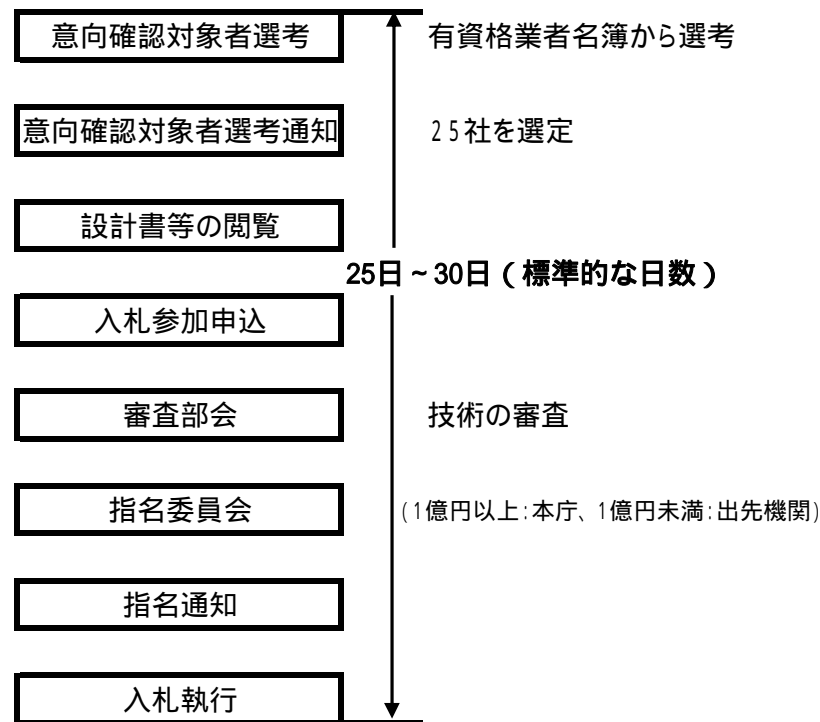 意向確認対象者選考　有資格業者名簿から選考
意向確認対象者選考通知　25社を選定
設計書等の閲覧
25日～30日（標準的な日数）
入札参加申込
審査部会　技術の審査
指名委員会　(1億円以上:本庁、1億円未満:出先機関)
指名通知
入札執行